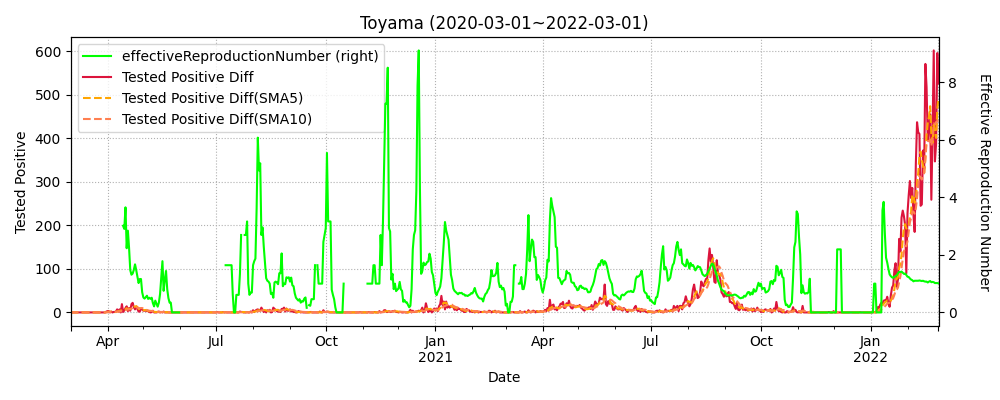 Toyama (2020-03-01~2022-03-01)
effectiveReproductionNumber (right)
Tested Positive Diff
Tested Positive Diff(SMA5)
Tested Positive Diff(SMA10)
600
500
400
300
200
100
0
Tested Positive
8
6
4
2
0
Effective Reproduction Number
Apr Jul Oct Jan Apr Jul Oct Jan
2021 2022
Date